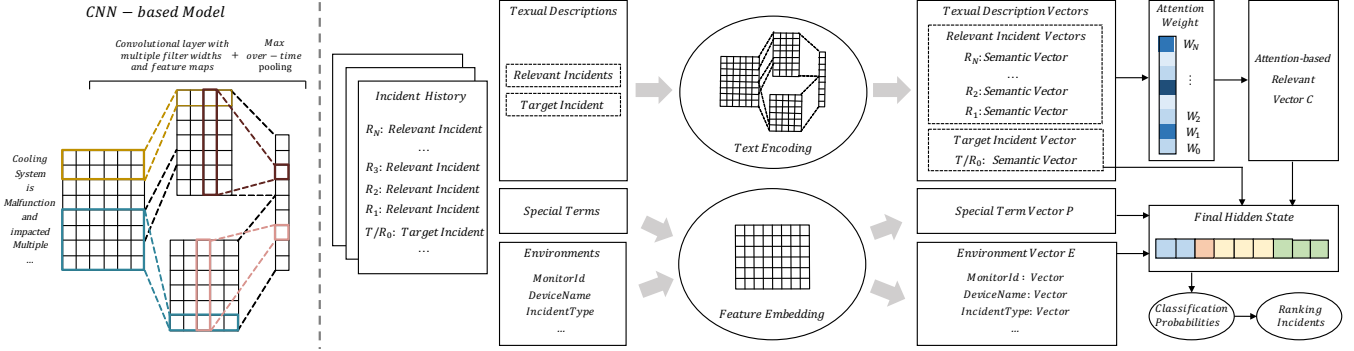 CNN − based Model
Convolutional layer with
multiple filter widths
and feature maps
+
Max
over − time
pooling
Cooling
System
is
Malfunction
and
impacted
Multiple
...
Incident History
R_N: Relevant Incident
...
R_3: Relevant Incident
R_2: Relevant Incident
R_1: Relevant Incident
T/R_0: Target Incident
...
Texual Descriptions
Relevant Incidents
Target Incident
Special Terms
Environments
MonitorId
DeviceName
IncidentType
...
Text Encoding
Feature Embedding
Texual Description Vectors
Relevant Incident Vectors
R_N: Semantic Vector
...
R_2: Semantic Vector
R_1: Semantic Vector
Target Incident Vector
T/R_0: Semantic Vector
Special Term Vector P
Environment Vector E
MonitorId : Vector
DeviceName: Vector
IncidentType: Vector
...
Attention
Weight
W_N
⋮
W_2
W_1
W_0
Attention-based
Relevant
Vector C
Final Hidden State
Classification
Probabilities
Ranking
Incidents